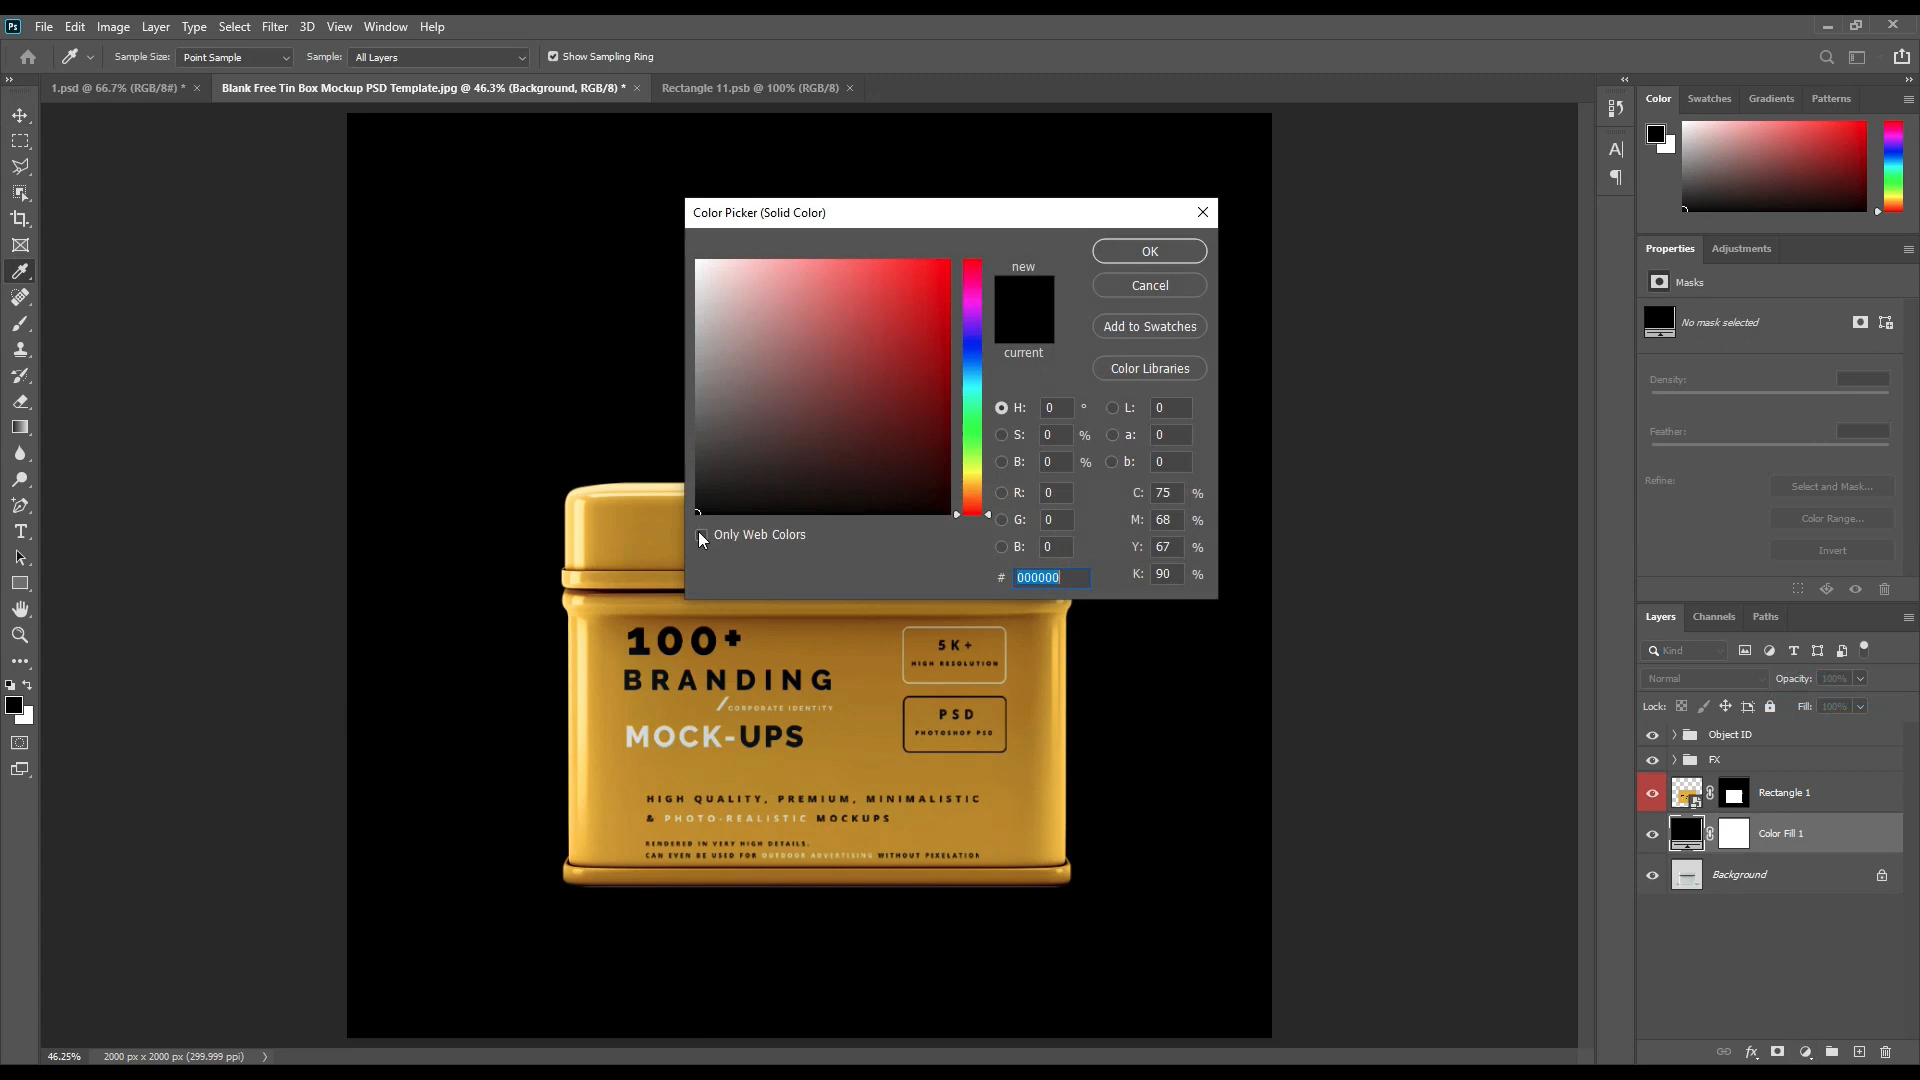 Ps File Edit Image Layer Type Select Filter 3D View Window Help
Sample Size: Point Sample Sample: All Layers Show Sampling Ring
1.psd @ 66.7% (RGB/8#) * Blank Free Tin Box Mockup PSD Template.jpg @ 46.3% (Background, RGB/8) * Rectangle 11.psb @ 100% (RGB/8)
Color Swatches Gradients Patterns
Color Picker (Solid Color)
new
current
OK
Cancel
Add to Swatches
Color Libraries
H: 0 ° L: 0
S: 0 % a: 0
B: 0 % b: 0
R: 0 C: 75 %
G: 0 M: 68 %
B: 0 Y: 67 %
# 000000 K: 90 %
Only Web Colors
100+
BRANDING
/CORPORATE IDENTITY
MOCK-UPS
5K+
HIGH RESOLUTION
PSD
PHOTOSHOP PSD
HIGH QUALITY, PREMIUM, MINIMALISTIC
& PHOTO-REALISTIC MOCKUPS
RENDERED IN VERY HIGH DETAILS.
CAN EVEN BE USED FOR OUTDOOR ADVERTISING WITHOUT PIXELATION
Properties Adjustments
Masks
No mask selected
Density:
Feather:
Refine: Select and Mask...
Color Range...
Invert
Layers Channels Paths
Kind
Normal Opacity: 100%
Lock: Fill: 100%
Object ID
FX
Rectangle 1
Color Fill 1
Background
fx
46.25% 2000 px x 2000 px (299.999 ppi)